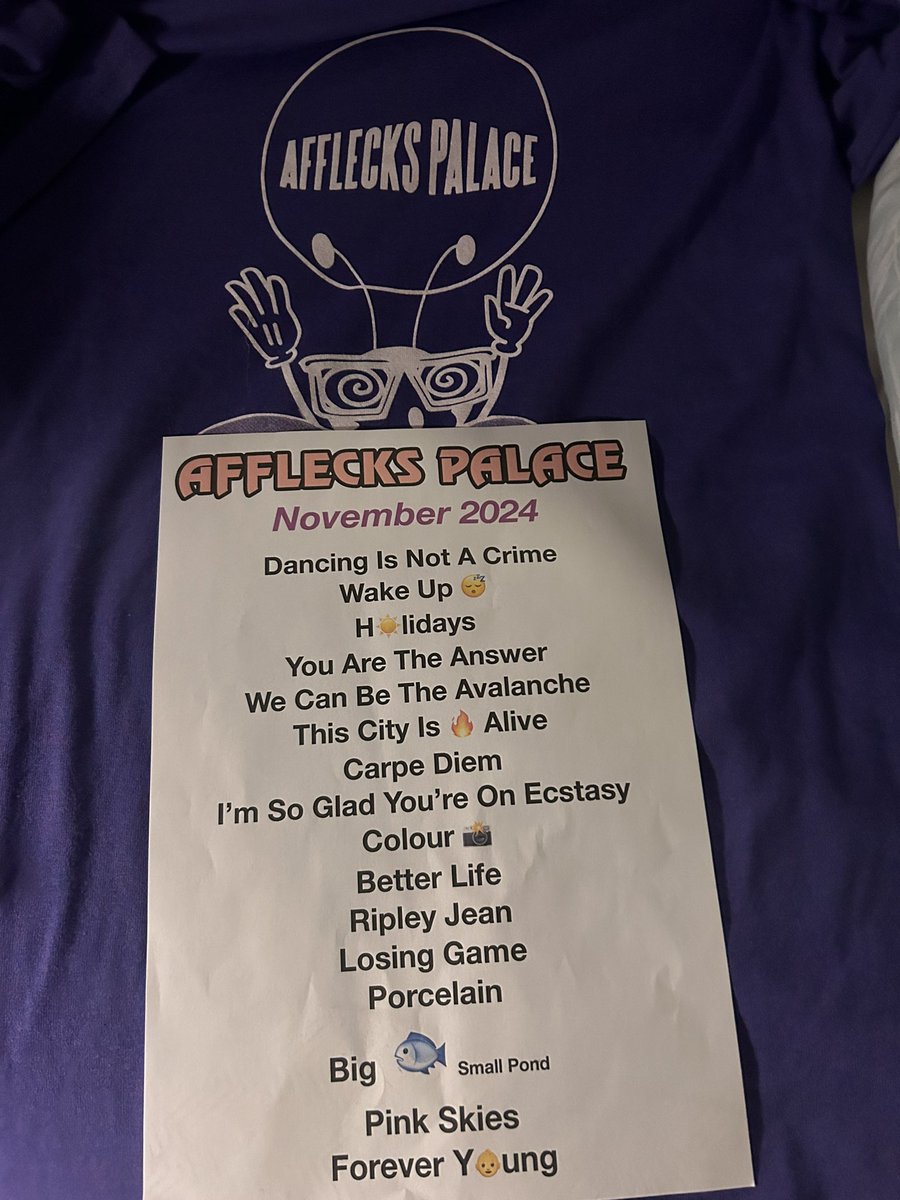 AFFLECKS PALACE
AFFLECKS PALACE
November 2024
Dancing Is Not A Crime
Wake Up 😴
H☀️lidays
You Are The Answer
We Can Be The Avalanche
This City Is 🔥 Alive
Carpe Diem
I'm So Glad You're On Ecstasy
Colour 📸
Better Life
Ripley Jean
Losing Game
Porcelain
Big 🐟 Small Pond
Pink Skies
Forever Y👶ung